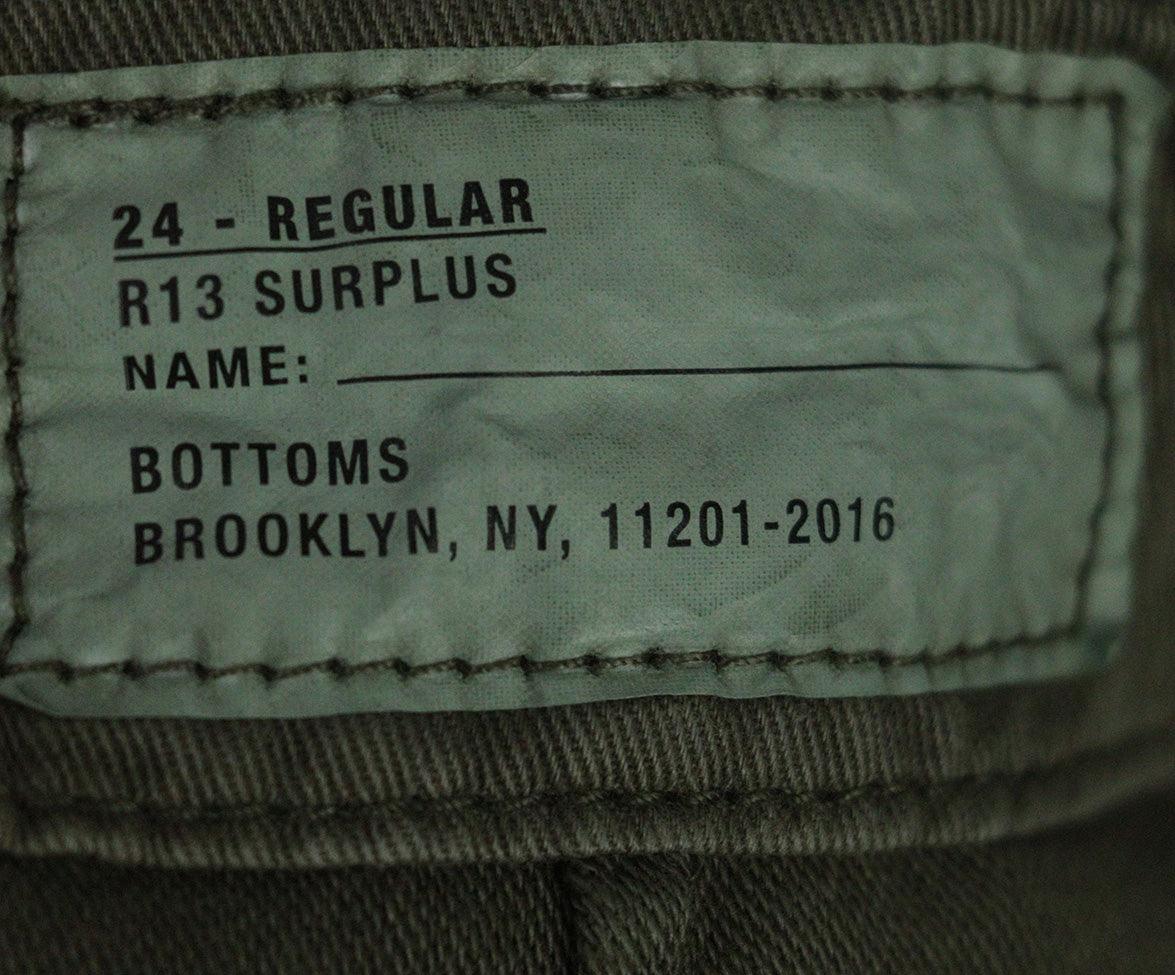 24 - REGULAR
R13 SURPLUS
NAME:
BOTTOMS
BROOKLYN, NY, 11201-2016